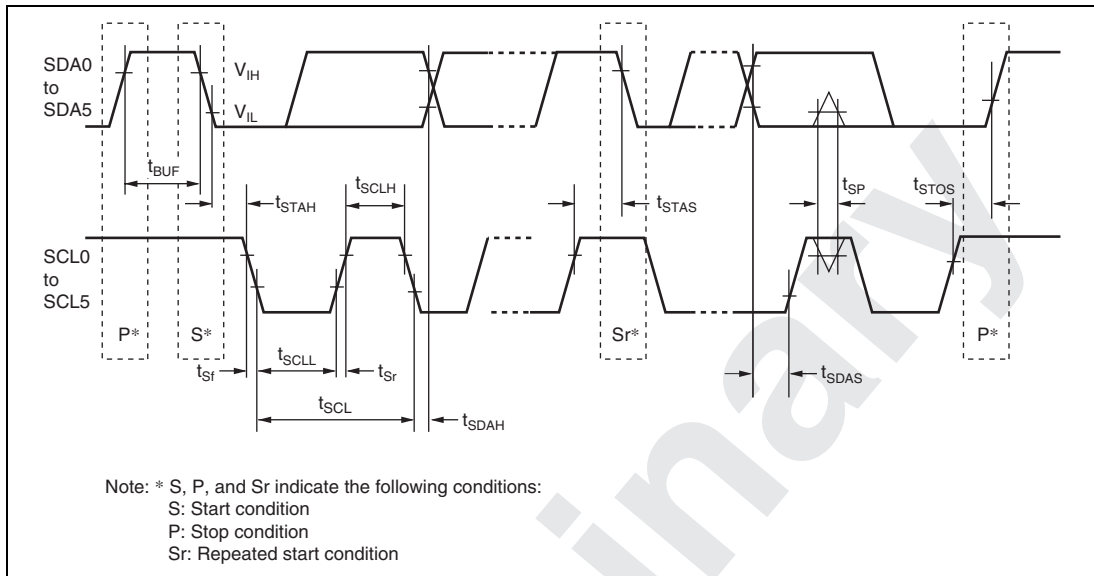 SDA0
to
SDA5
VIH
VIL
tBUF
tSTAH
tSCLH
tSTAS
tSP
tSTOS
SCL0
to
SCL5
P*
S*
Sr*
P*
tSf
tSCLL
tSr
tSCL
tSDAH
tSDAS
Note: * S, P, and Sr indicate the following conditions:
S: Start condition
P: Stop condition
Sr: Repeated start condition
inary